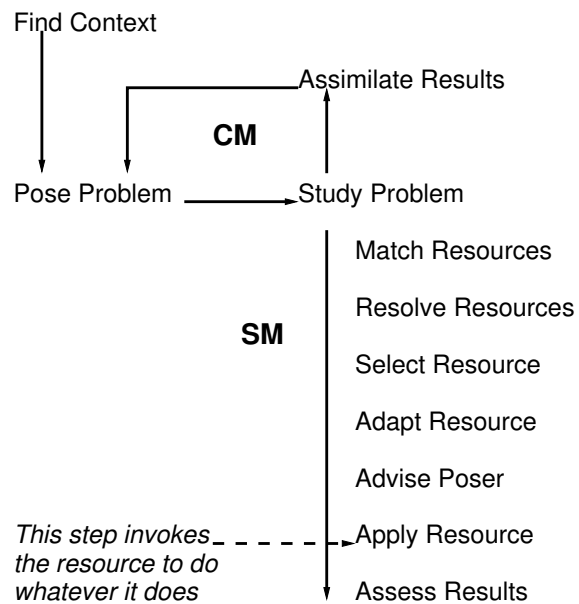 Find Context
Assimilate Results
CM
Pose Problem
Study Problem
Match Resources
Resolve Resources
SM
Select Resource
Adapt Resource
Advise Poser
This step invokes
the resource to do
whatever it does
Apply Resource
Assess Results